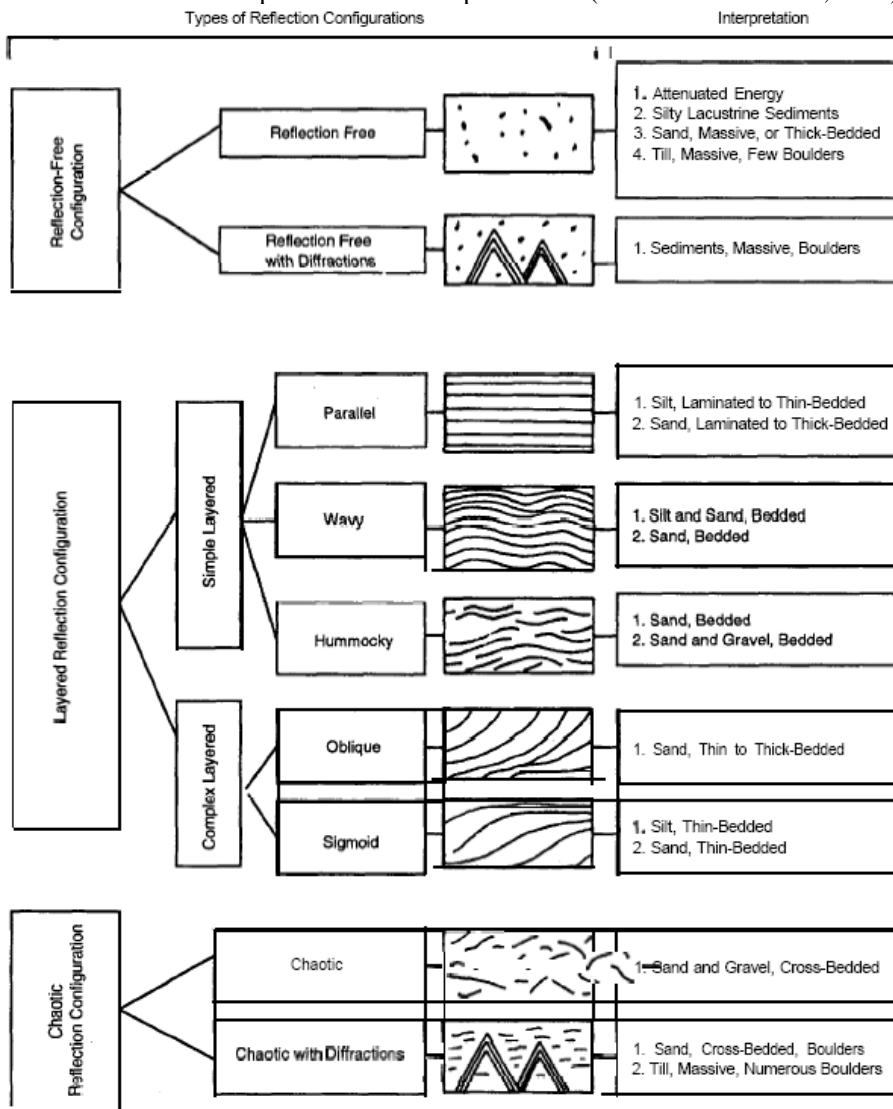 Types of Reflection Configurations
Interpretation
Reflection-Free
Configuration
Reflection Free
1. Attenuated Energy
2. Silty Lacustrine Sediments
3. Sand, Massive, or Thick-Bedded
4. Till, Massive, Few Boulders
Reflection Free
with Diffractions
1. Sediments, Massive, Boulders
Layered Reflection Configuration
Simple Layered
Parallel
1. Silt, Laminated to Thin-Bedded
2. Sand, Laminated to Thick-Bedded
Wavy
1. Silt and Sand, Bedded
2. Sand, Bedded
Hummocky
1. Sand, Bedded
2. Sand and Gravel, Bedded
Complex Layered
Oblique
1. Sand, Thin to Thick-Bedded
Sigmoid
1. Silt, Thin-Bedded
2. Sand, Thin-Bedded
Chaotic
Reflection Configuration
Chaotic
1. Sand and Gravel, Cross-Bedded
Chaotic with Diffractions
1. Sand, Cross-Bedded, Boulders
2. Till, Massive, Numerous Boulders